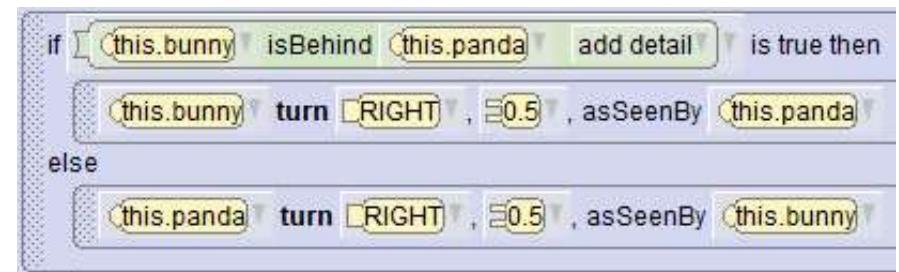 if this.bunny isBehind this.panda add detail is true then
this.bunny turn RIGHT , 0.5 , asSeenBy this.panda
else
this.panda turn RIGHT , 0.5 , asSeenBy this.bunny